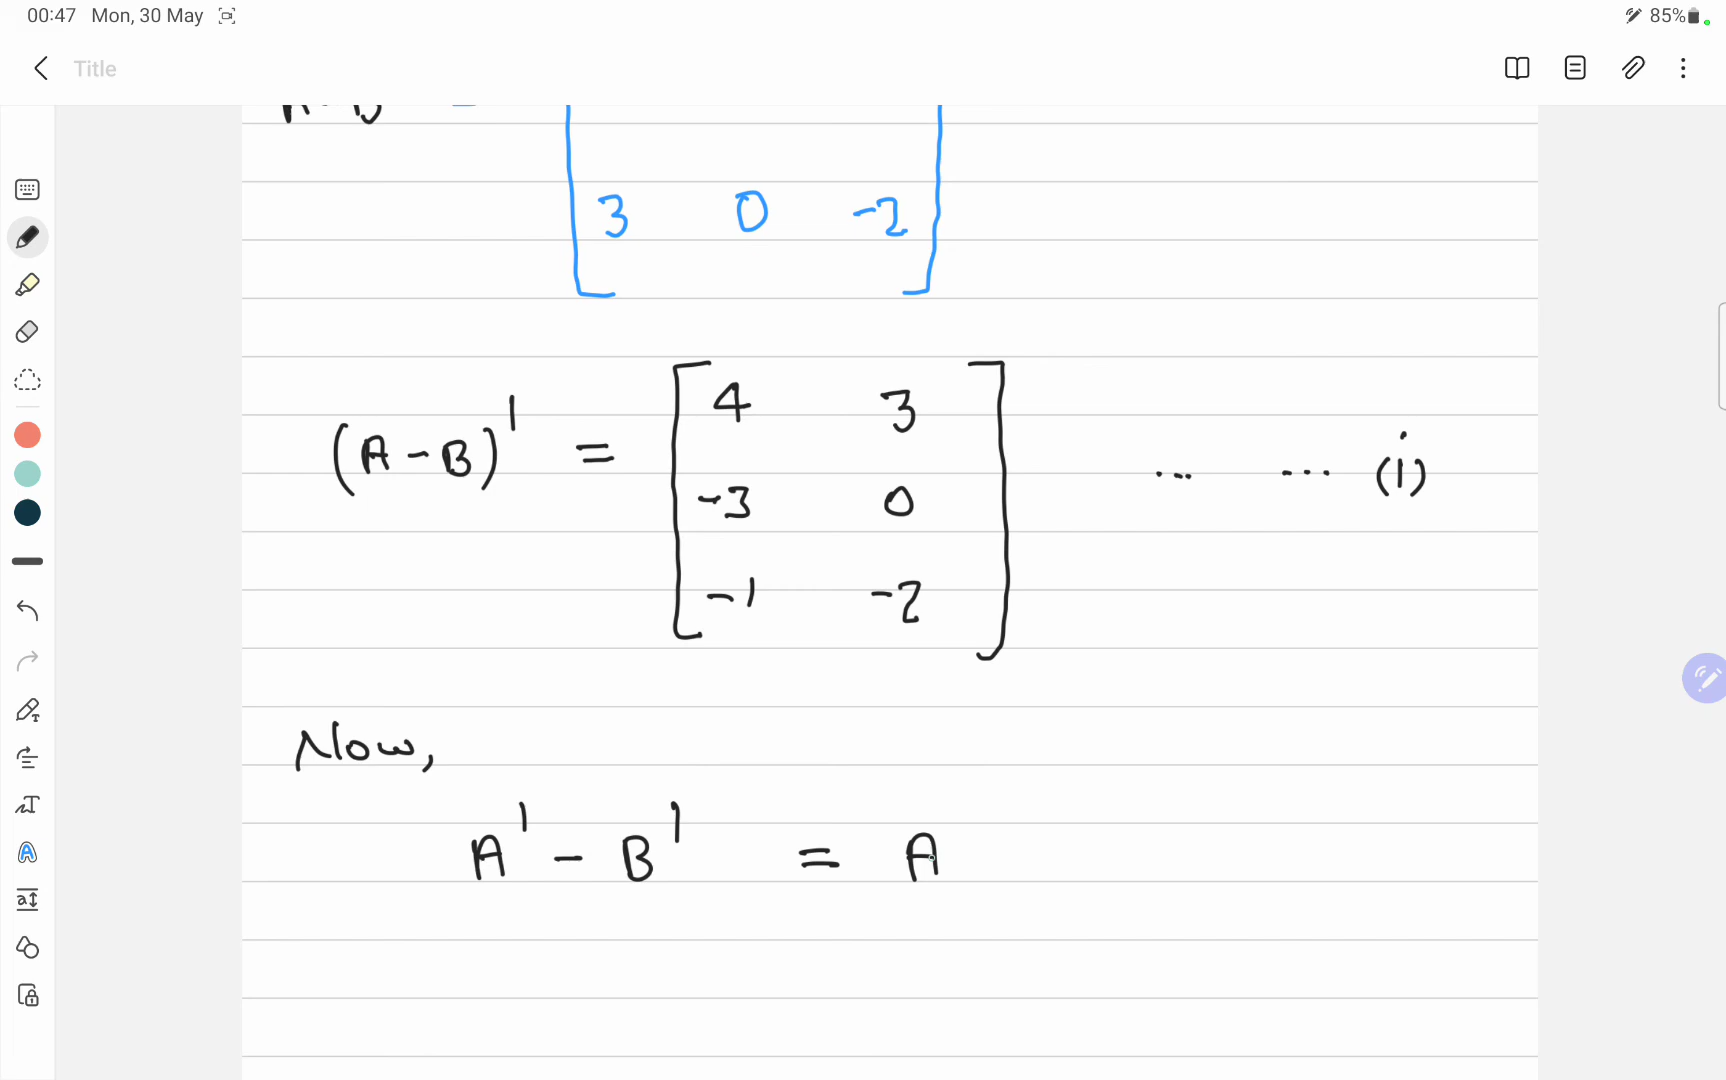 00:47 Mon, 30 May 85%
Title
A - B =
3 0 -2
(A - B)' = [4 3
-3 0
-1 -2] ... ... (i)
Now,
A' - B' = A